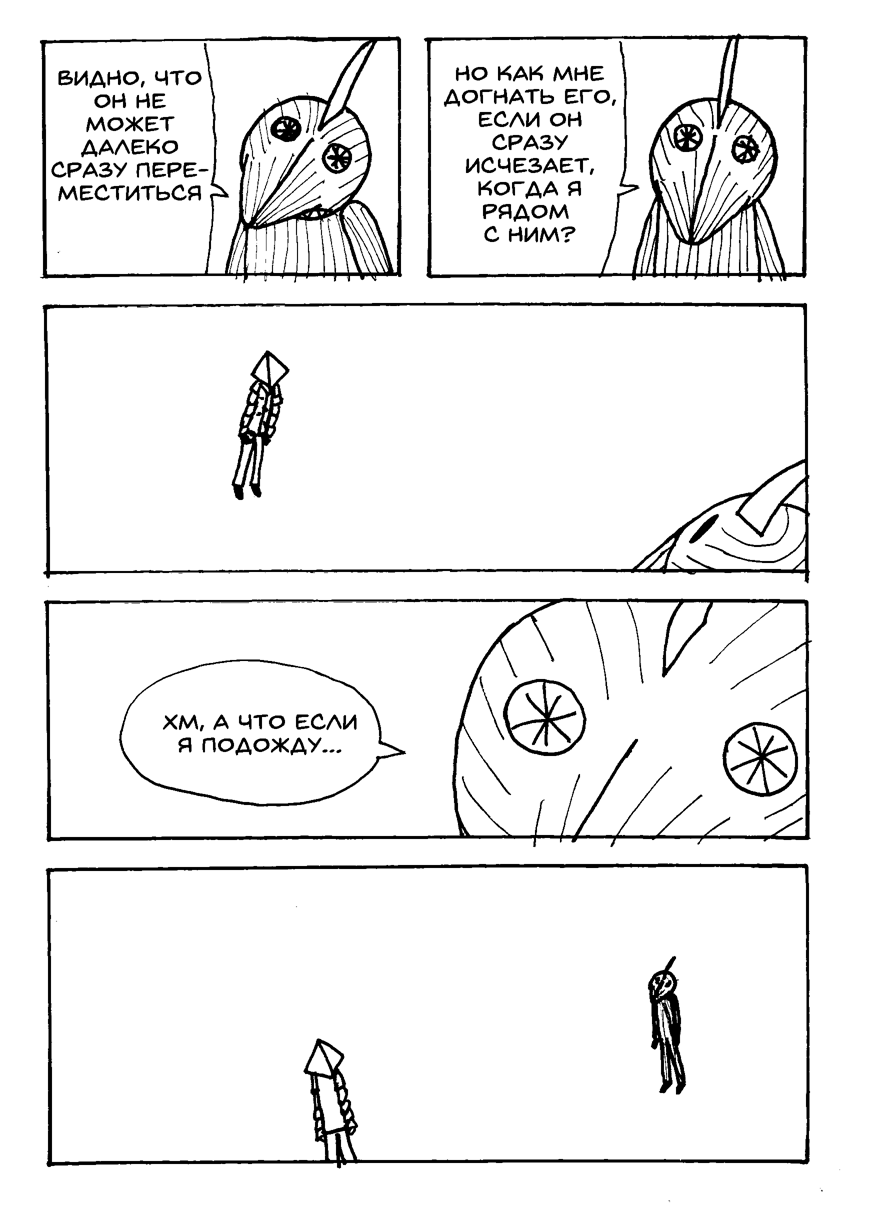 ВИДНО, ЧТО
ОН НЕ
МОЖЕТ
ДАЛЕКО
СРАЗУ ПЕРЕ-
МЕСТИТЬСЯ
НО КАК МНЕ
ДОГНАТЬ ЕГО,
ЕСЛИ ОН
СРАЗУ
ИСЧЕЗАЕТ,
КОГДА Я
РЯДОМ
С НИМ?
ХМ, А ЧТО ЕСЛИ
Я ПОДОЖДУ...